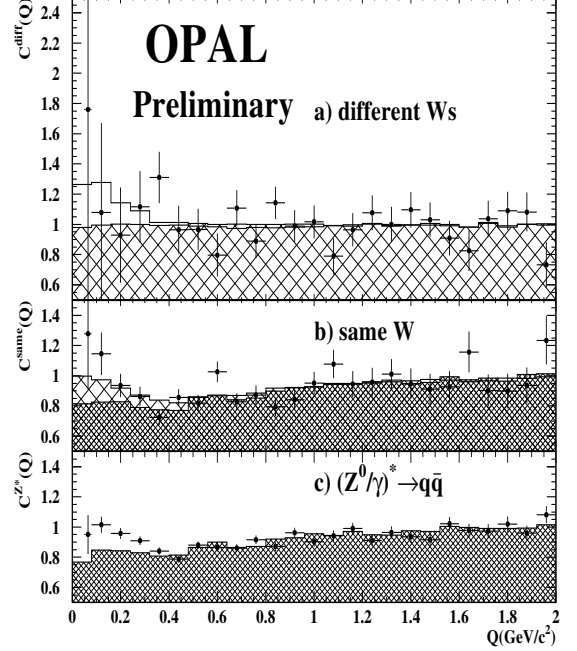 C^diff(Q)
2.4
2.2
2
1.8
1.6
1.4
1.2
1
0.8
0.6
OPAL
Preliminary
a) different Ws
C^same(Q)
1.4
1.2
1
0.8
0.6
b) same W
C^Z*(Q)
1.4
1.2
1
0.8
0.6
c) (Z^0/γ)^* →qq̄
0 0.2 0.4 0.6 0.8 1 1.2 1.4 1.6 1.8 2
Q(GeV/c²)